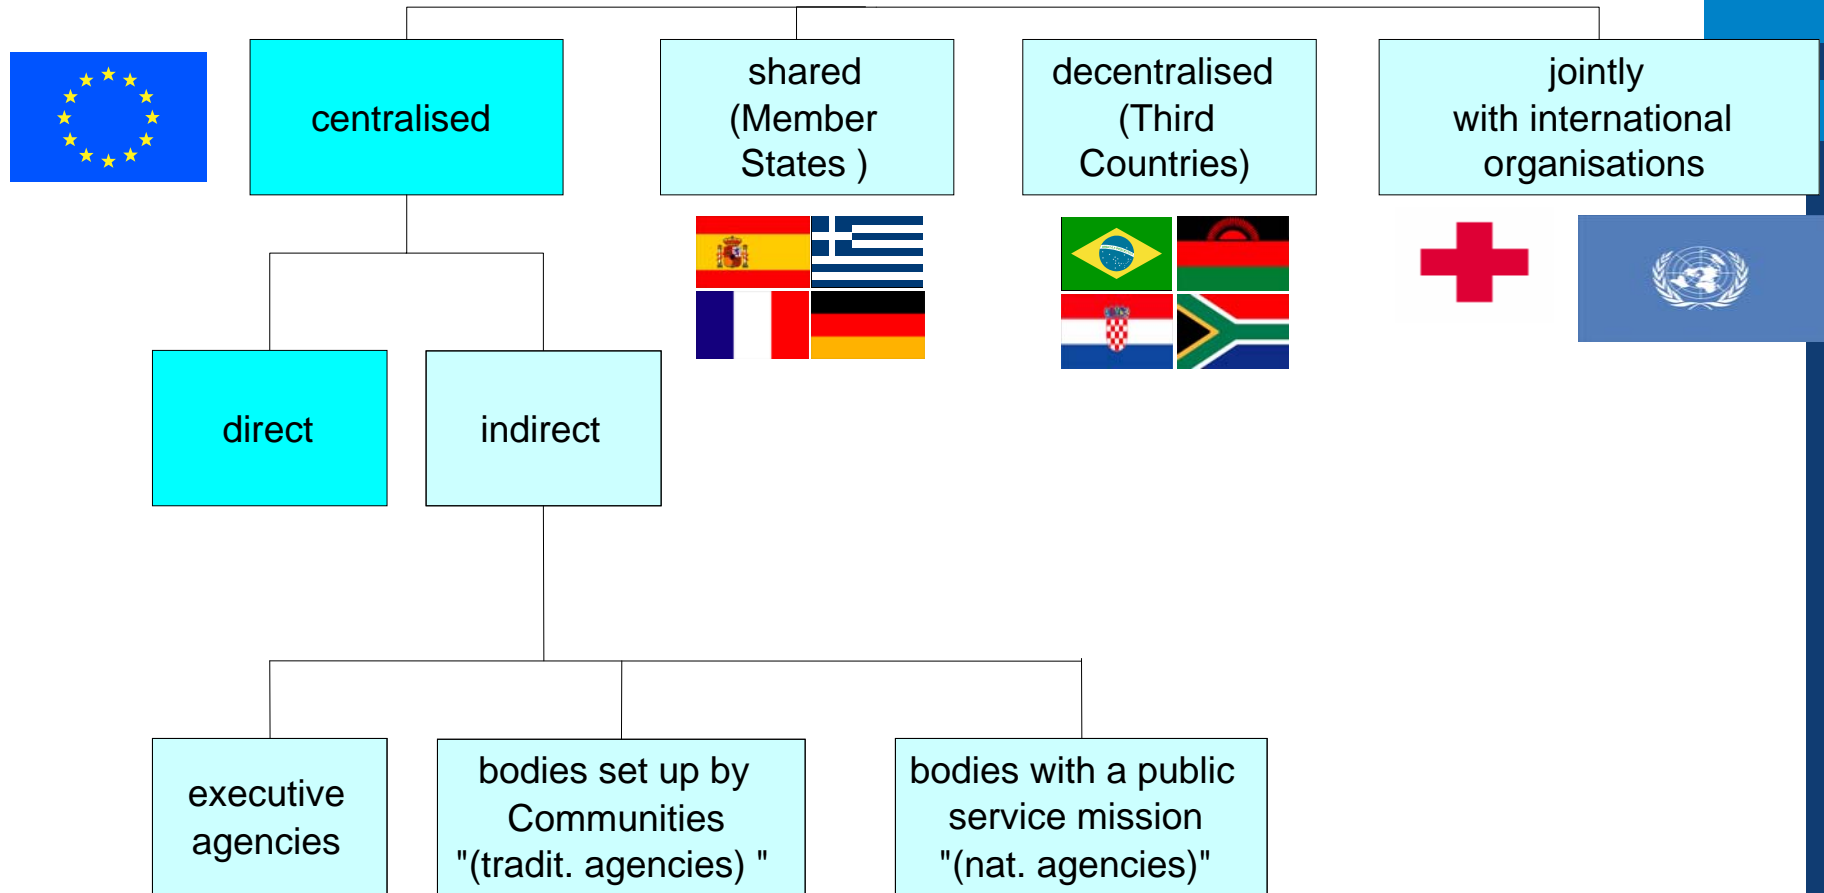 centralised
shared
(Member
States )
decentralised
(Third
Countries)
jointly
with international
organisations
direct
indirect
executive
agencies
bodies set up by
Communities
"(tradit. agencies) "
bodies with a public
service mission
"(nat. agencies)"